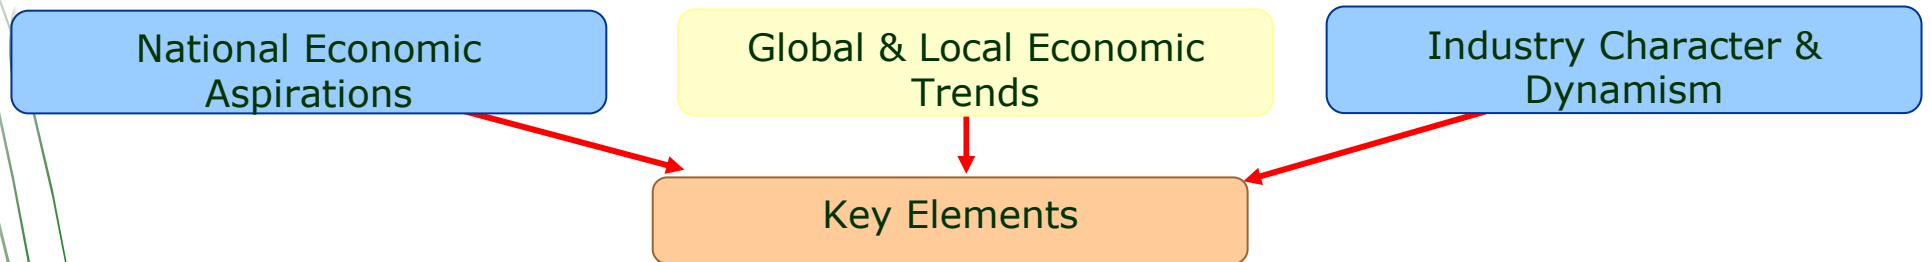 National Economic
Aspirations
Global & Local Economic
Trends
Industry Character &
Dynamism
Key Elements